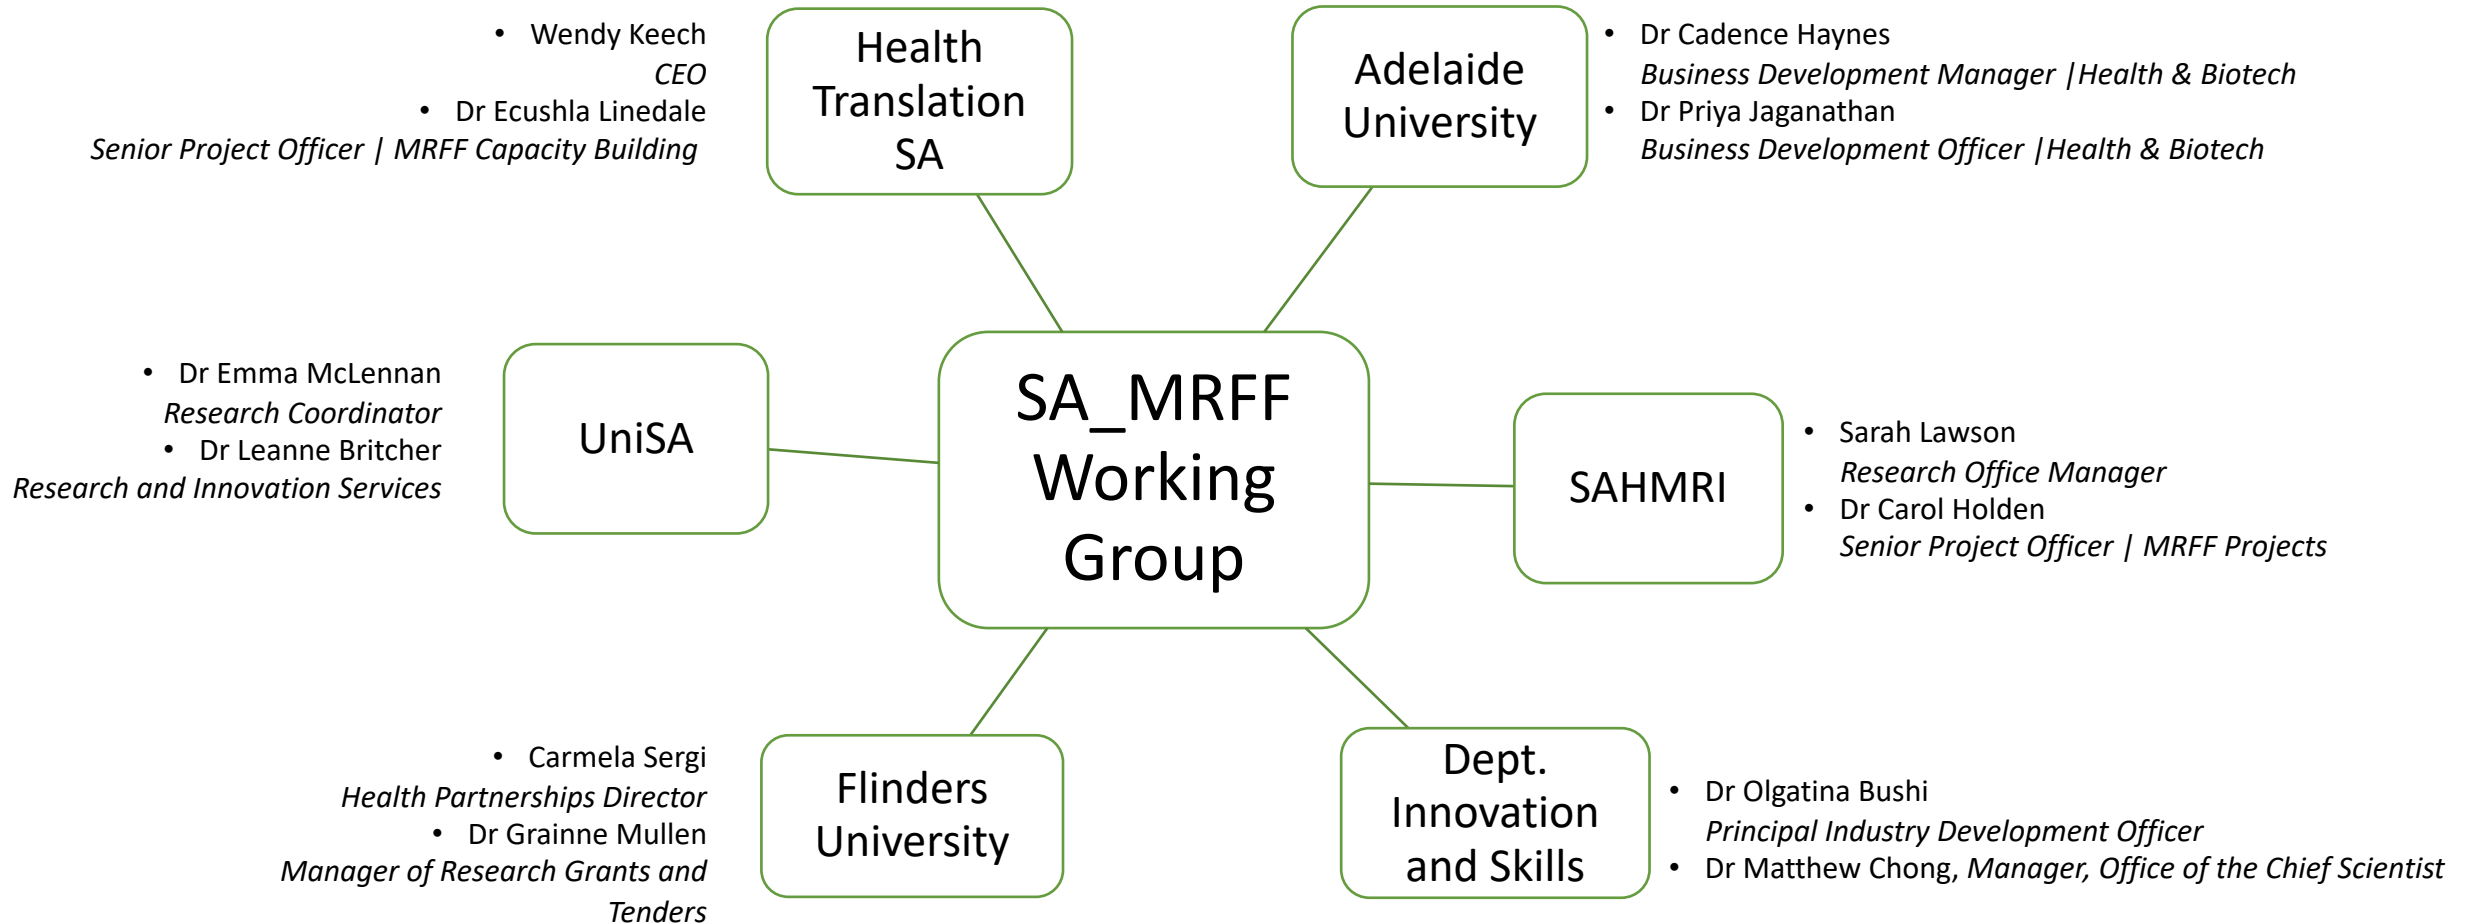 • Wendy Keech
CEO
• Dr Ecushla Linedale
Senior Project Officer | MRFF Capacity Building
Health
Translation
SA
Adelaide
University
• Dr Cadence Haynes
Business Development Manager |Health & Biotech
• Dr Priya Jaganathan
Business Development Officer |Health & Biotech
• Dr Emma McLennan
Research Coordinator
• Dr Leanne Britcher
Research and Innovation Services
UniSA
SA_MRFF
Working
Group
SAHMRI
• Sarah Lawson
Research Office Manager
• Dr Carol Holden
Senior Project Officer | MRFF Projects
• Carmela Sergi
Health Partnerships Director
• Dr Grainne Mullen
Manager of Research Grants and
Tenders
Flinders
University
Dept.
Innovation
and Skills
• Dr Olgatina Bushi
Principal Industry Development Officer
• Dr Matthew Chong, Manager, Office of the Chief Scientist